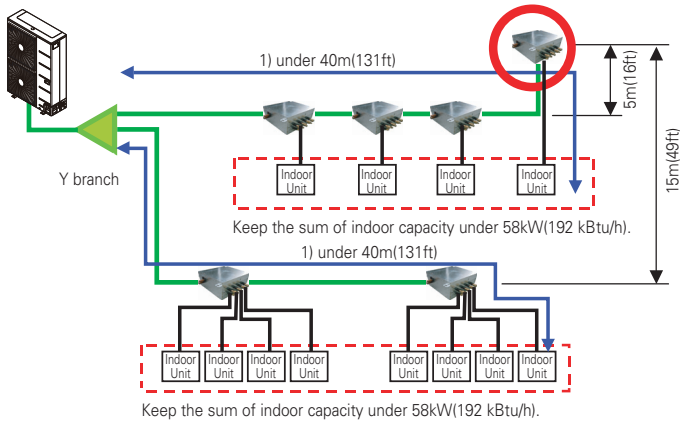 1) under 40m(131ft)
5m(16ft)
15m(49ft)
Y branch
Indoor
Unit
Indoor
Unit
Indoor
Unit
Indoor
Unit
Keep the sum of indoor capacity under 58kW(192 kBtu/h).
1) under 40m(131ft)
Indoor
Unit
Indoor
Unit
Indoor
Unit
Indoor
Unit
Indoor
Unit
Indoor
Unit
Indoor
Unit
Indoor
Unit
Keep the sum of indoor capacity under 58kW(192 kBtu/h).